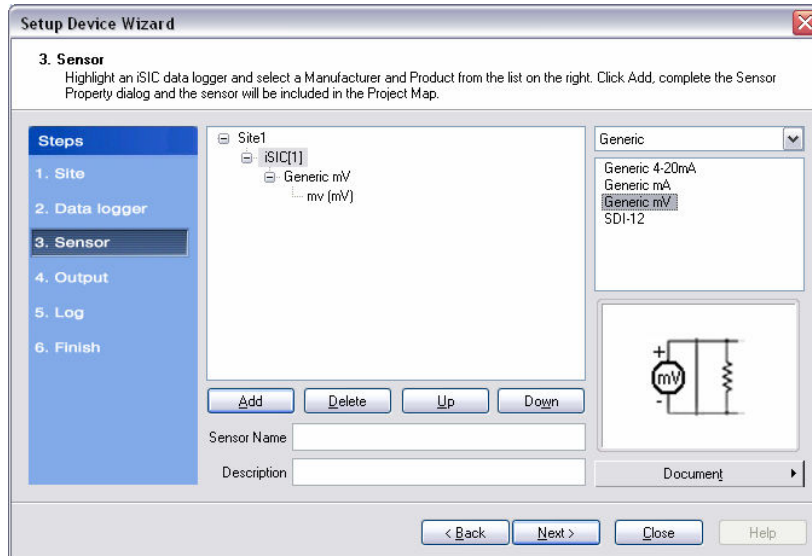 Setup Device Wizard
3. Sensor
Highlight an iSIC data logger and select a Manufacturer and Product from the list on the right. Click Add, complete the Sensor
Property dialog and the sensor will be included in the Project Map.
Steps
1. Site
2. Data logger
3. Sensor
4. Output
5. Log
6. Finish
Site1
iSIC[1]
Generic mV
mv (mV)
Add
Delete
Up
Down
Sensor Name
Description
Generic
Generic 4-20mA
Generic mA
Generic mV
SDI-12
+
mV
-
Document
< Back
Next >
Close
Help